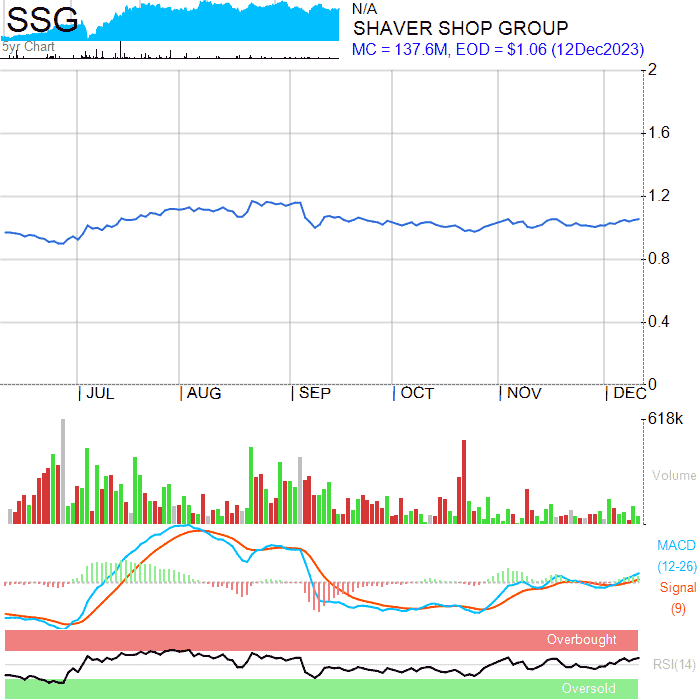 SSG
5yr Chart
N/A
SHAVER SHOP GROUP
MC = 137.6M, EOD = $1.06 (12Dec2023)
2
1.6
1.2
0.8
0.4
0
JUL AUG SEP OCT NOV DEC
618k
Volume
MACD
(12-26)
Signal
(9)
Overbought
RSI(14)
Oversold